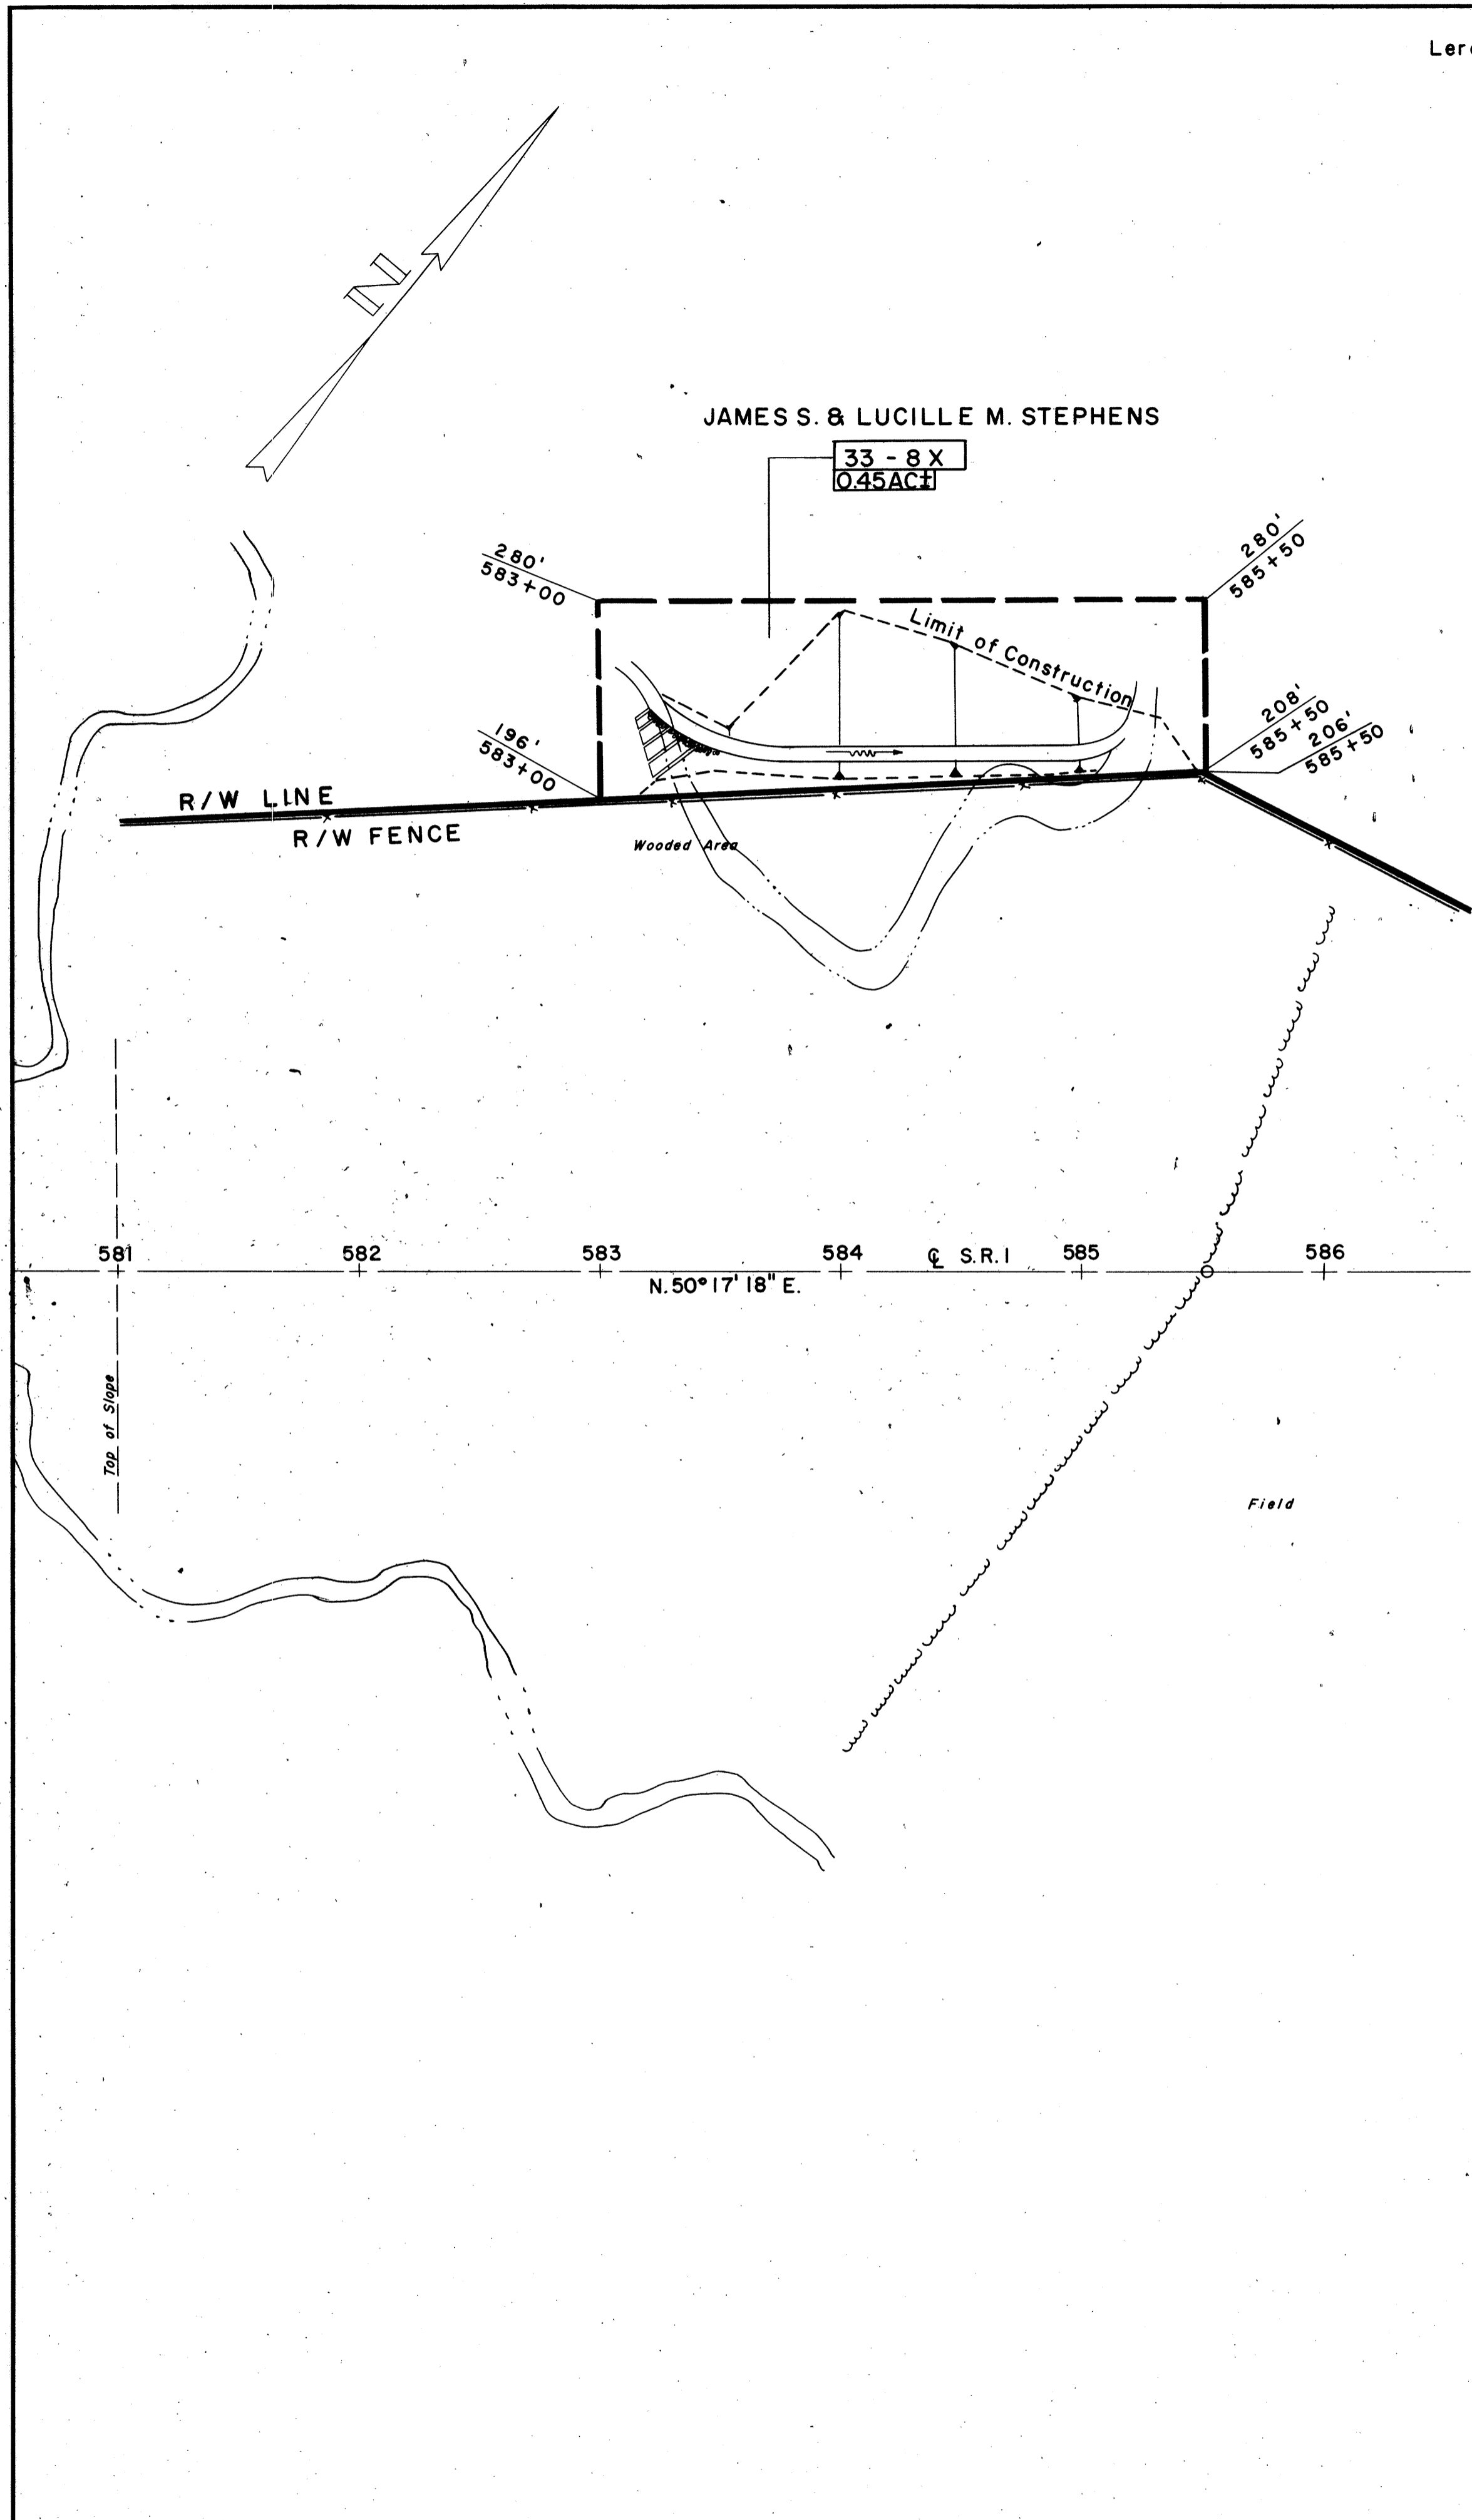 N
JAMES S. & LUCILLE M. STEPHENS
33 - 8 X
0.45AC±
280'
583+00
280'
585+50
Limit of Construction
196'
583+00
208'
585+50
206'
585+50
R/W LINE
R/W FENCE
Wooded Area
581
582
583
584
℄ S.R. 1
585
586
N. 50° 17' 18" E.
Top of Slope
Field